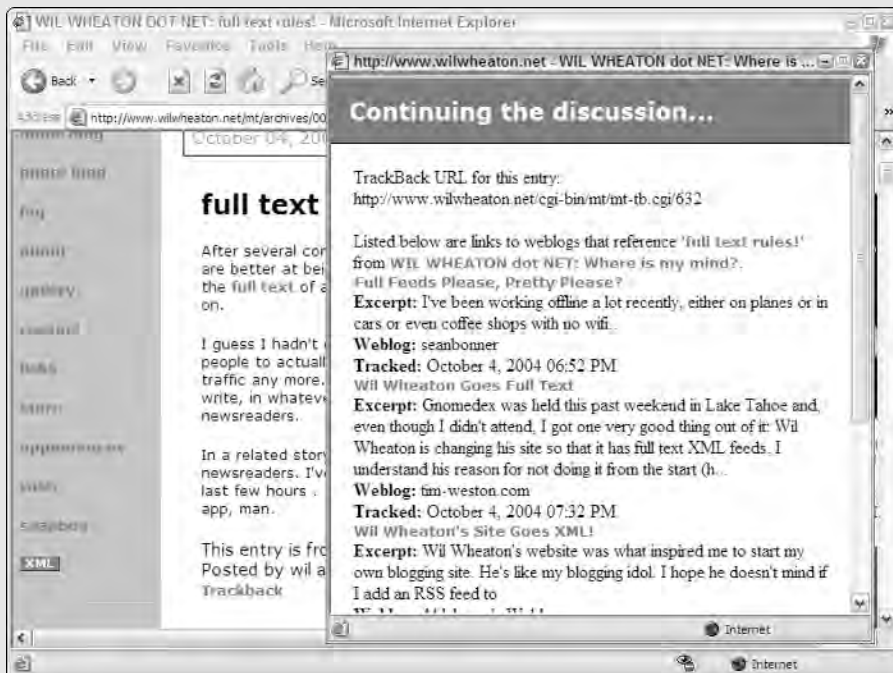 WIL WHEATON DOT NET: full text rules! - Microsoft Internet Explorer
File Edit View Favorites Tools Help
Back
Se
Address http://www.wilwheaton.net/mt/archives/00
October 04, 200
full text
After several con
are better at bei
the full text of a
on.
I guess I hadn't
people to actuall
traffic any more.
write, in whateve
newsreaders.
In a related story
newsreaders. I've
last few hours .
app, man.
This entry is fro
Posted by wil a
Trackback
about
gallery
links
XML
http://www.wilwheaton.net - WIL WHEATON dot NET: Where is ...
Continuing the discussion...
TrackBack URL for this entry:
http://www.wilwheaton.net/cgi-bin/mt/mt-tb.cgi/632
Listed below are links to weblogs that reference 'full text rules!'
from WIL WHEATON dot NET: Where is my mind?.
Full Feeds Please, Pretty Please?
Excerpt: I've been working offline a lot recently, either on planes or in
cars or even coffee shops with no wifi.
Weblog: seanbonner
Tracked: October 4, 2004 06:52 PM
Wil Wheaton Goes Full Text
Excerpt: Gnomedex was held this past weekend in Lake Tahoe and,
even though I didn't attend, I got one very good thing out of it: Wil
Wheaton is changing his site so that it has full text XML feeds. I
understand his reason for not doing it from the start (h...
Weblog: tim-weston.com
Tracked: October 4, 2004 07:32 PM
Wil Wheaton's Site Goes XML!
Excerpt: Wil Wheaton's website was what inspired me to start my
own blogging site. He's like my blogging idol. I hope he doesn't mind if
I add an RSS feed to
Internet
Internet